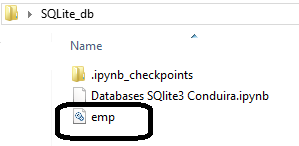 SQLite_db
Name
.ipynb_checkpoints
Databases SQlite3 Conduira.ipynb
emp